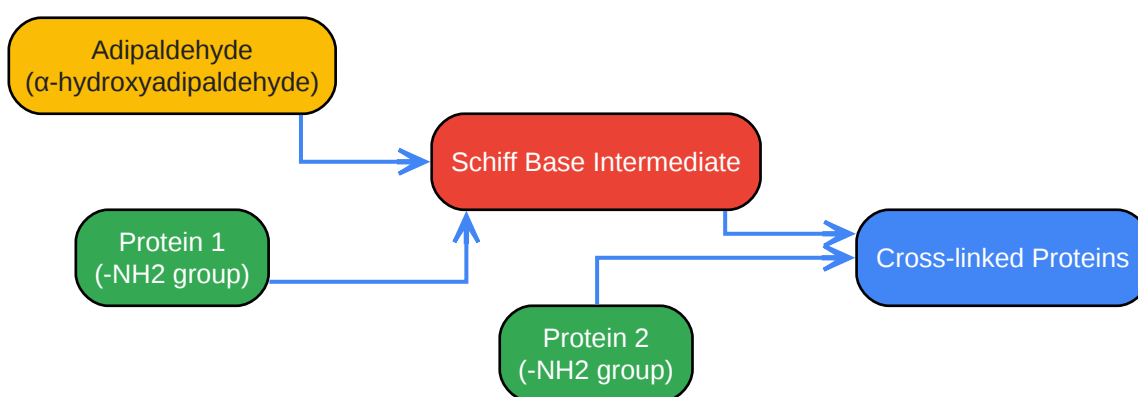 Adipaldehyde
(α-hydroxyadipaldehyde)
Schiff Base Intermediate
Protein 1
(-NH2 group)
Cross-linked Proteins
Protein 2
(-NH2 group)